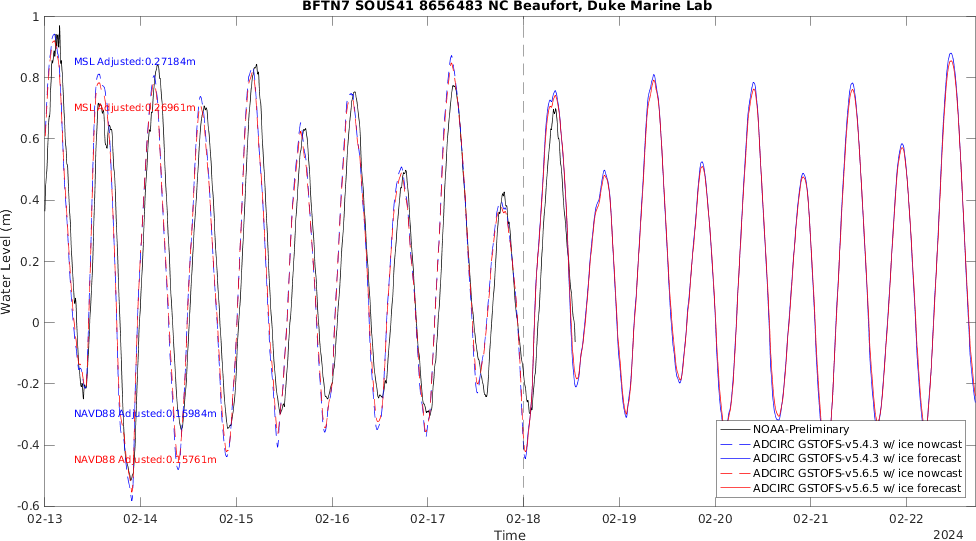 BFTN7 SOUS41 8656483 NC Beaufort, Duke Marine Lab
1
0.8
0.6
0.4
0.2
0
-0.2
-0.4
-0.6
Water Level (m)
MSL Adjusted:0.27184m
MSL Adjusted:0.26961m
NAVD88 Adjusted:0.15984m
NAVD88 Adjusted:0.15761m
NOAA-Preliminary
ADCIRC GSTOFS-v5.4.3 w/ ice nowcast
ADCIRC GSTOFS-v5.4.3 w/ ice forecast
ADCIRC GSTOFS-v5.6.5 w/ ice nowcast
ADCIRC GSTOFS-v5.6.5 w/ ice forecast
02-13 02-14 02-15 02-16 02-17 02-18 02-19 02-20 02-21 02-22
Time
2024